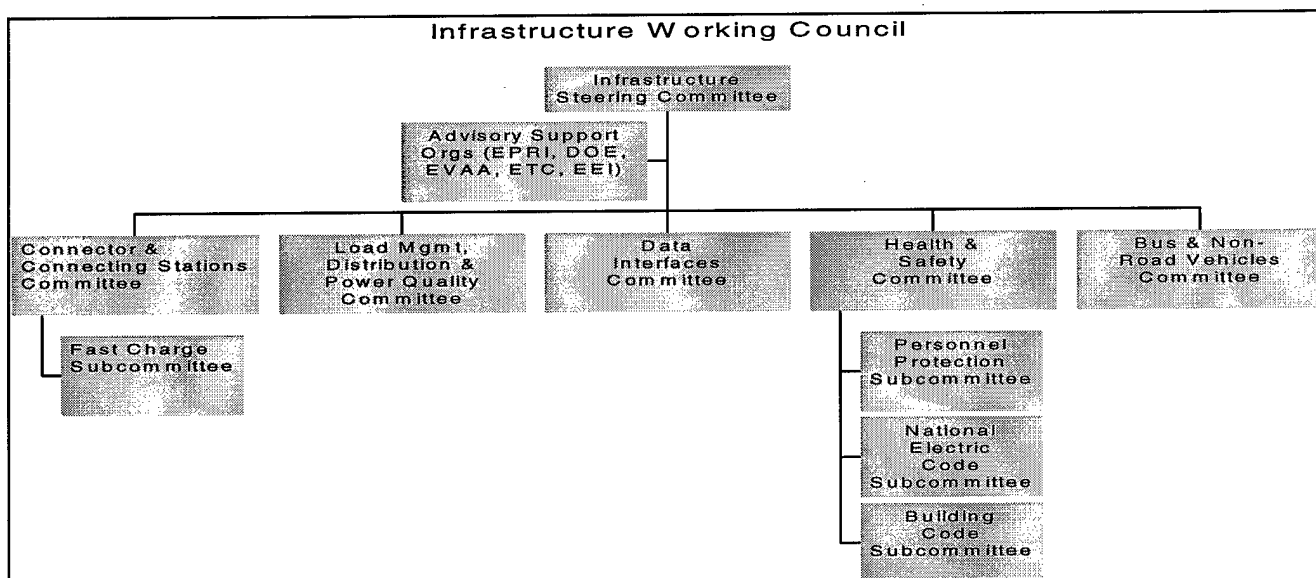 Infrastructure Working Council
Infrastructure
Steering Committee
Advisory Support
Orgs (EPRI, DOE,
EVAA, ETC, EEI)
Connector &
Connecting Stations
Committee
Load Mgmt,
Distribution &
Power Quality
Committee
Data
Interfaces
Committee
Health &
Safety
Committee
Bus & Non-
Road Vehicles
Committee
Fast Charge
Subcommittee
Personnel
Protection
Subcommittee
National
Electric
Code
Subcommittee
Building
Code
Subcommittee